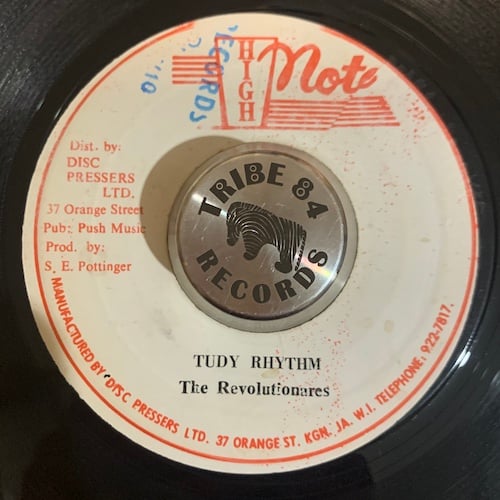 HIGH Note
RECORDS
Dist. by:
DISC
PRESSERS
LTD.
37 Orange Street
Pub: Push Music
Prod. by:
S. E. Pottinger
TRIBE 84
RECORDS
TUDY RHYTHM
The Revolutionares
MANUFACTURED BY DISC PRESSERS LTD. 37 ORANGE ST. KGN. JA. W.I. TELEPHONE: 922-7817.